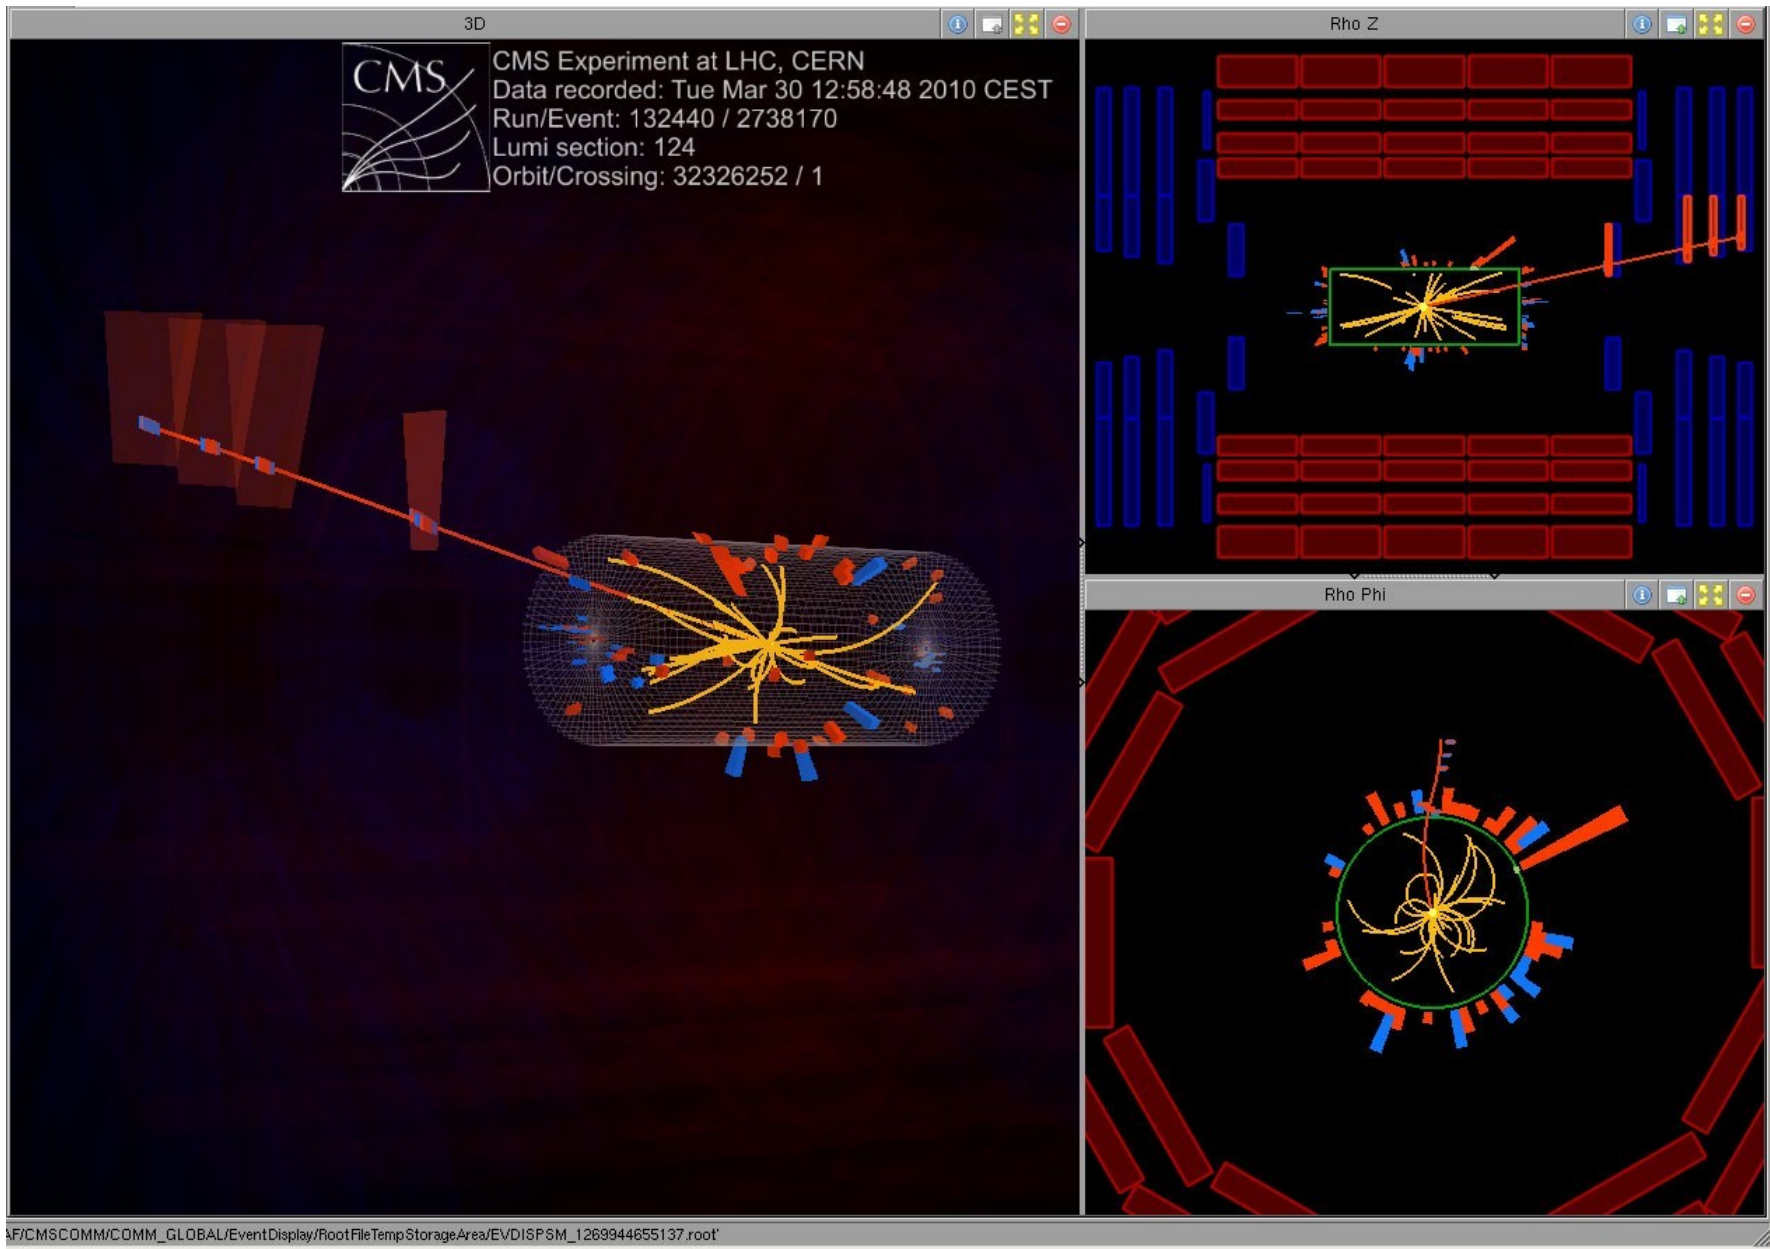 3D
CMS
CMS Experiment at LHC, CERN
Data recorded: Tue Mar 30 12:58:48 2010 CEST
Run/Event: 132440 / 2738170
Lumi section: 124
Orbit/Crossing: 32326252 / 1
Rho Z
Rho Phi
AF/CMSCOMM/COMM_GLOBAL/EventDisplay/RootFileTempStorageArea/EVDISPSM_1269944655137.root'